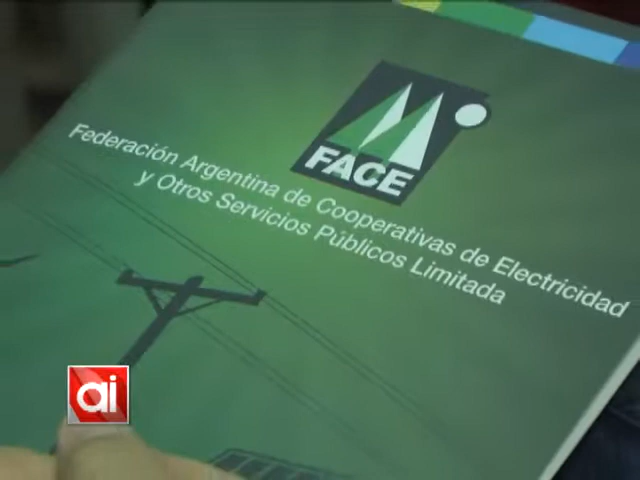 FACE
Federación Argentina de Cooperativas de Electricidad
y Otros Servicios Públicos Limitada
ai